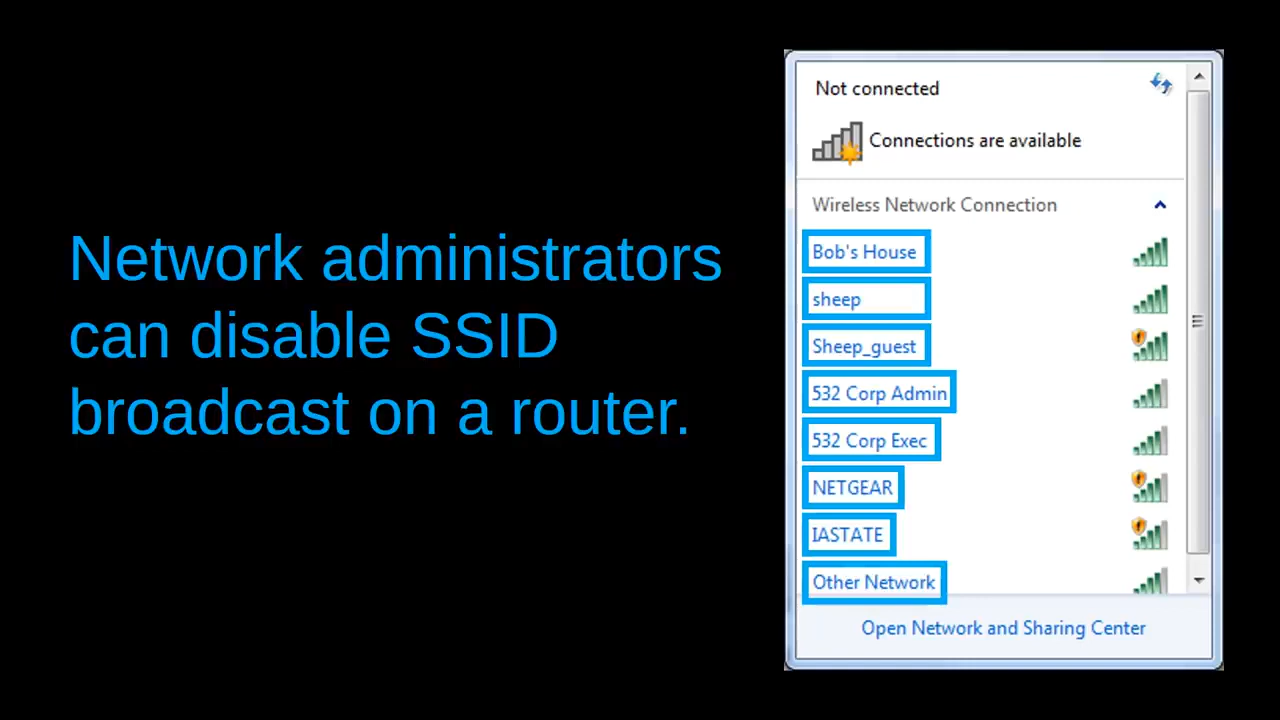 Network administrators
can disable SSID
broadcast on a router.
Not connected
Connections are available
Wireless Network Connection
Bob's House
sheep
Sheep_guest
532 Corp Admin
532 Corp Exec
NETGEAR
IASTATE
Other Network
Open Network and Sharing Center